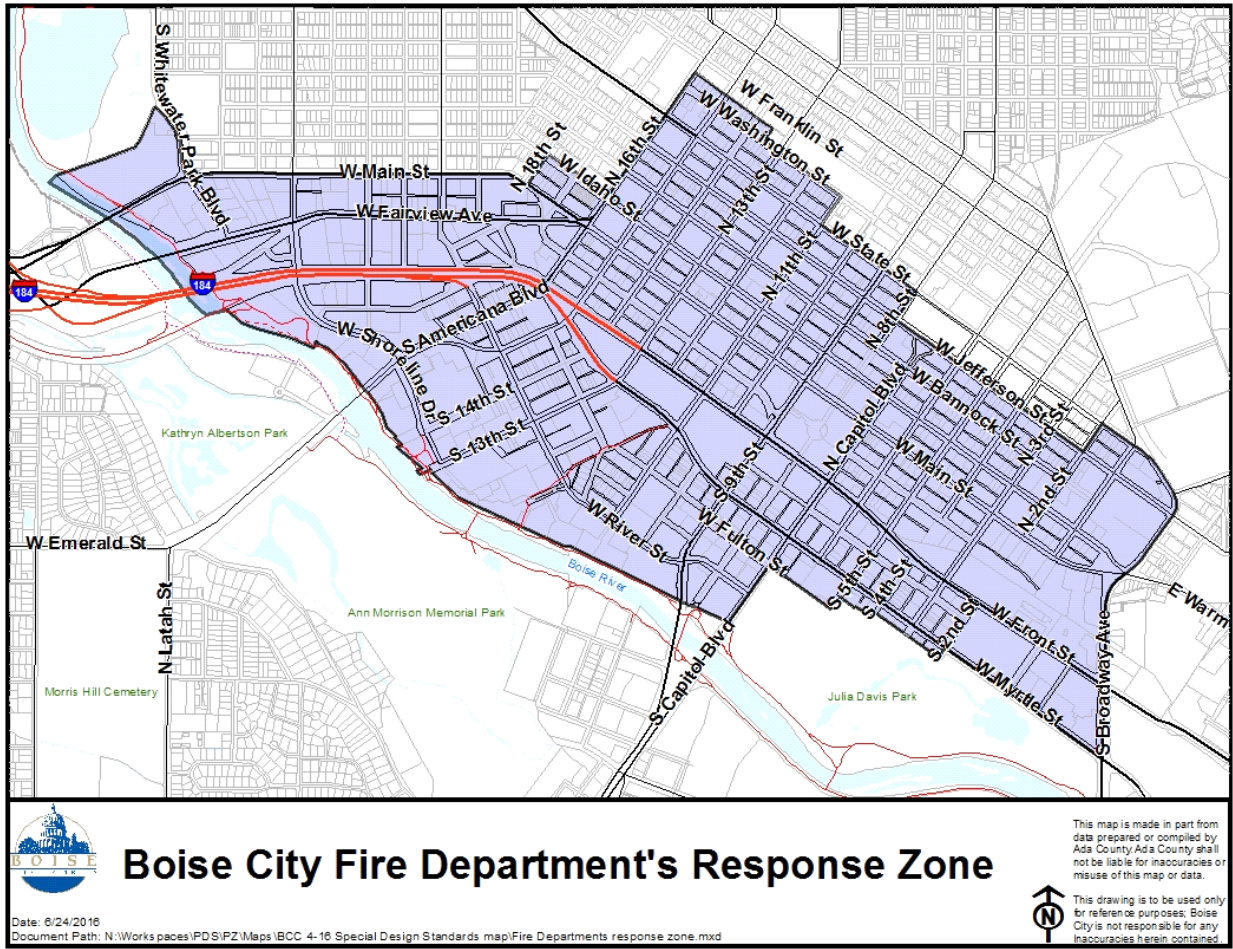 S Whitewater Park Blvd
W Franklin St
W Washington St
N 18th St
N 16th St
W Main St
W Idaho St
N 13th St
W Fairview Ave
W State St
N 11th St
184
184
N 8th St
S Americana Blvd
W Shoreline Dr
W Jefferson St
W Bannock St
N Capitol Blvd
S 14th St
N 3rd St
Kathryn Albertson Park
S 13th St
W Main St
N 2nd St
S 9th St
W River St
W Fulton St
W Emerald St
Boise River
S 5th St
S 4th St
E Warm
N Latah St
Ann Morrison Memorial Park
S 2nd St
W Front St
S Capitol Blvd
W Myrtle St
S Broadway Ave
Morris Hill Cemetery
Julia Davis Park
BOISE
Boise City Fire Department's Response Zone
This map is made in part from
data prepared or compiled by
Ada County. Ada County shall
not be liable for inaccuracies or
misuse of this map or data.
N
This drawing is to be used only
for reference purposes; Boise
City is not responsible for any
inaccuracies herein contained.
Date: 6/24/2016
Document Path: N:\Workspaces\PDS\PZ\Maps\BCC 4-16 Special Design Standards map\Fire Departments response zone.mxd